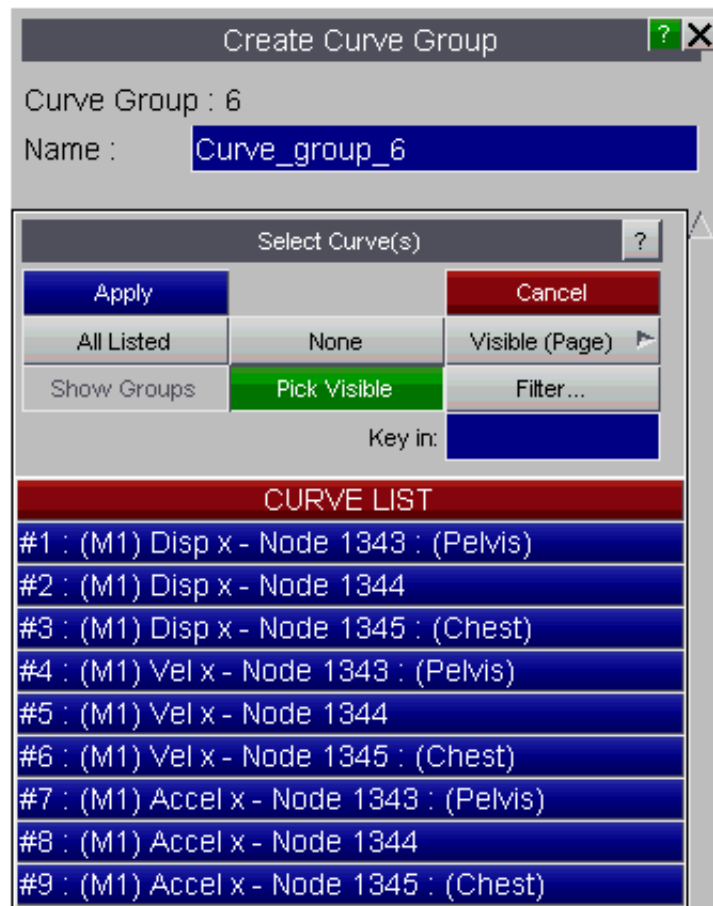 Create Curve Group ?
Curve Group : 6
Name : Curve_group_6
Select Curve(s) ?
Apply Cancel
All Listed None Visible (Page)
Show Groups Pick Visible Filter...
Key in:
CURVE LIST
#1 : (M1) Disp x - Node 1343 : (Pelvis)
#2 : (M1) Disp x - Node 1344
#3 : (M1) Disp x - Node 1345 : (Chest)
#4 : (M1) Vel x - Node 1343 : (Pelvis)
#5 : (M1) Vel x - Node 1344
#6 : (M1) Vel x - Node 1345 : (Chest)
#7 : (M1) Accel x - Node 1343 : (Pelvis)
#8 : (M1) Accel x - Node 1344
#9 : (M1) Accel x - Node 1345 : (Chest)